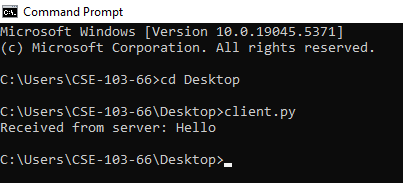 Command Prompt
Microsoft Windows [Version 10.0.19045.5371]
(c) Microsoft Corporation. All rights reserved.
C:\Users\CSE-103-66>cd Desktop
C:\Users\CSE-103-66\Desktop>client.py
Received from server: Hello
C:\Users\CSE-103-66\Desktop>